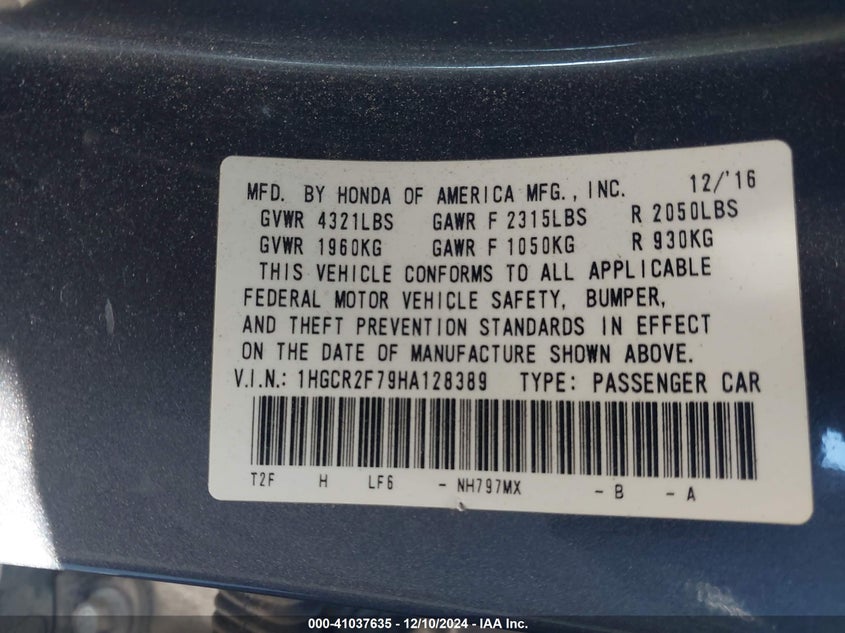 MFD. BY HONDA OF AMERICA MFG., INC. 12/'16
GVWR 4321LBS GAWR F 2315LBS R 2050LBS
GVWR 1960KG GAWR F 1050KG R 930KG
THIS VEHICLE CONFORMS TO ALL APPLICABLE
FEDERAL MOTOR VEHICLE SAFETY, BUMPER,
AND THEFT PREVENTION STANDARDS IN EFFECT
ON THE DATE OF MANUFACTURE SHOWN ABOVE.
V.I.N.: 1HGCR2F79HA128389 TYPE: PASSENGER CAR
T2F H LF6 - NH797MX - B - A
000-41037635 - 12/10/2024 - IAA Inc.